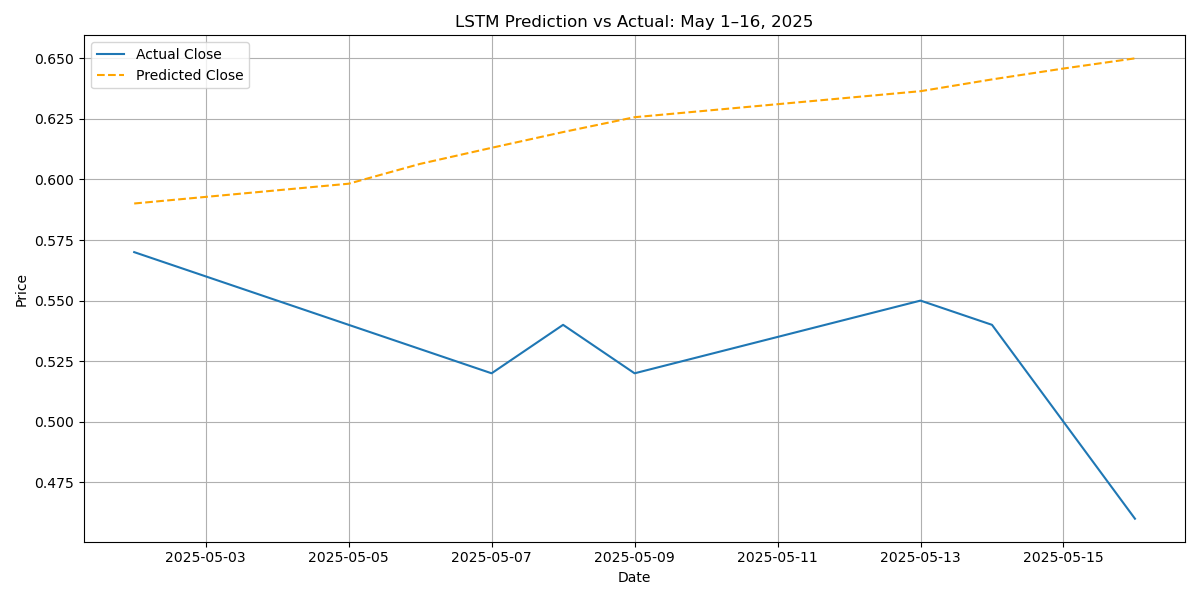 LSTM Prediction vs Actual: May 1–16, 2025
Actual Close
Predicted Close
0.650
0.625
0.600
0.575
0.550
0.525
0.500
0.475
Price
2025-05-03 2025-05-05 2025-05-07 2025-05-09 2025-05-11 2025-05-13 2025-05-15
Date